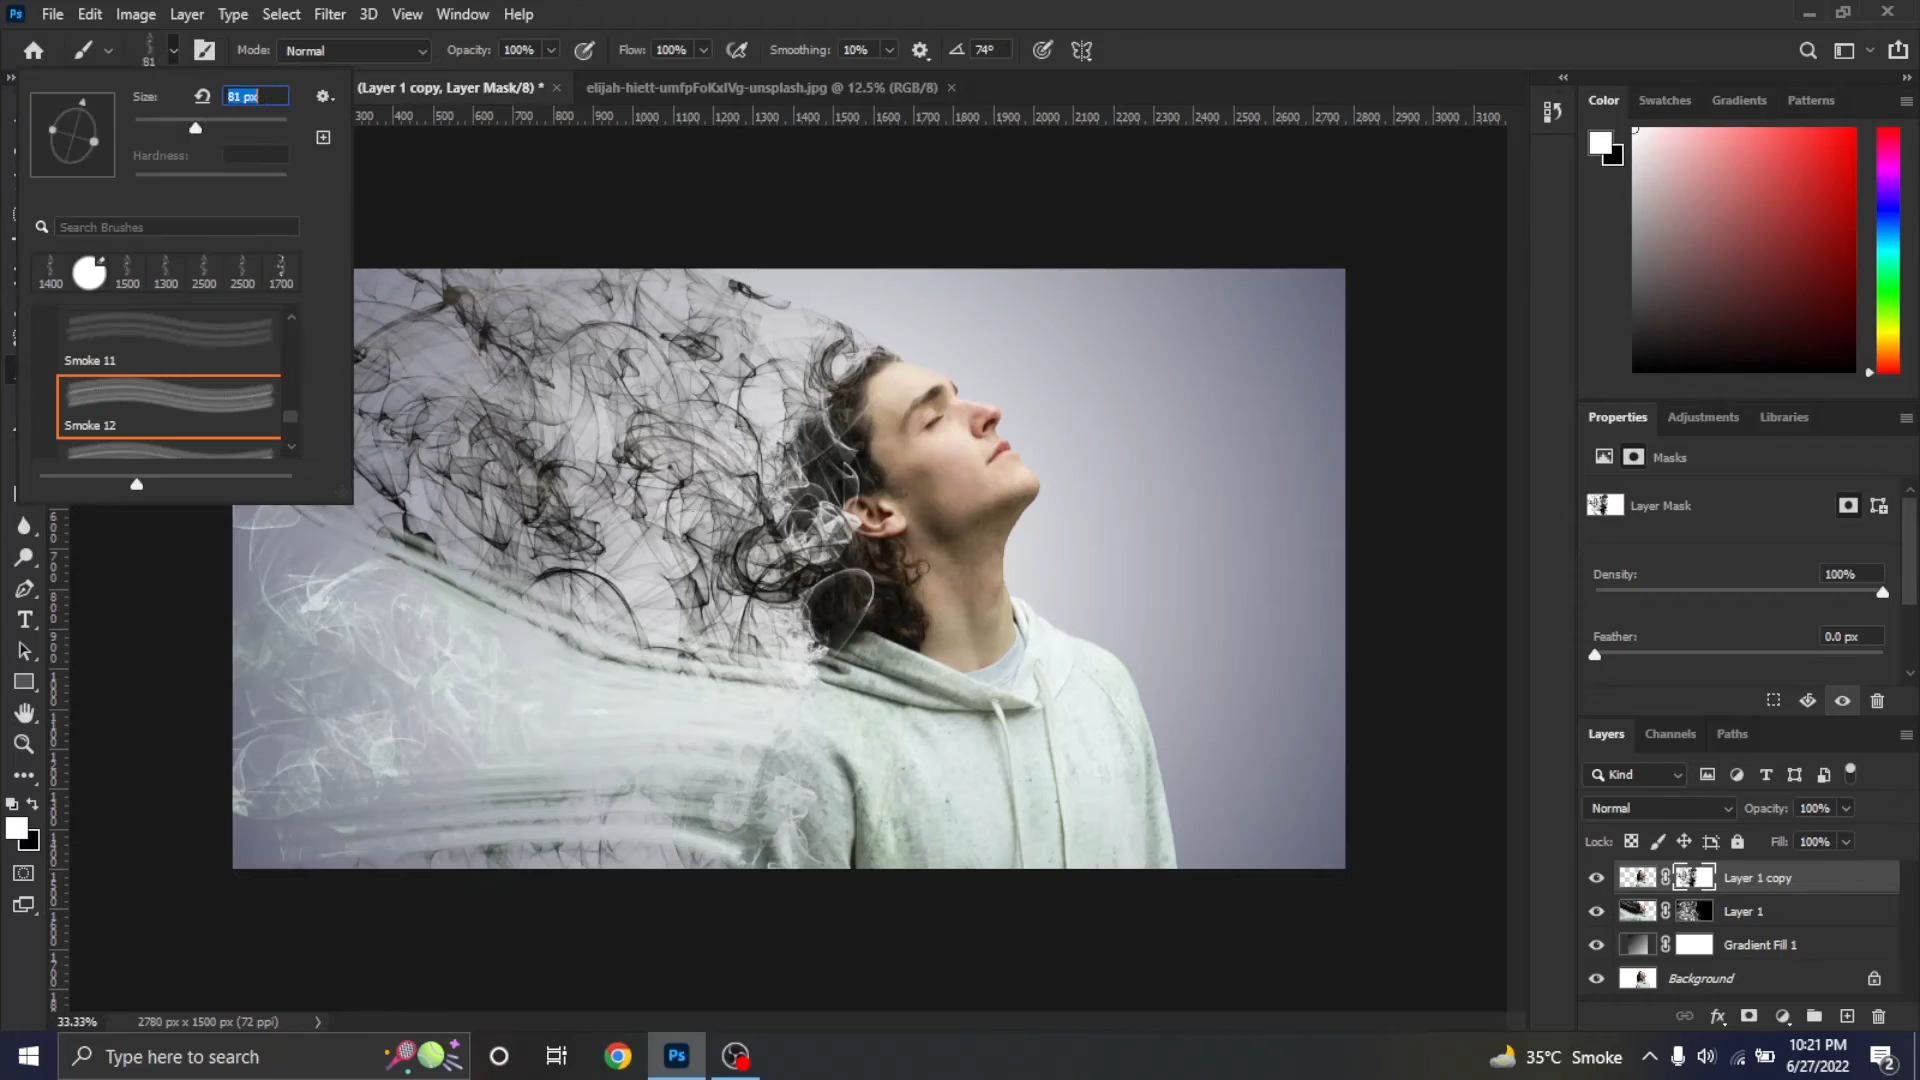 Ps File Edit Image Layer Type Select Filter 3D View Window Help
81 Mode: Normal Opacity: 100% Flow: 100% Smoothing: 10% 74°
(Layer 1 copy, Layer Mask/8) * × elijah-hiett-umfpFoKxIVg-unsplash.jpg @ 12.5% (RGB/8) ×
300 400 500 600 700 800 900 1000 1100 1200 1300 1400 1500 1600 1700 1800 1900 2000 2100 2200 2300 2400 2500 2600 2700 2800 2900 3000 3100
Size: 81 px
Hardness:
Search Brushes
1400 1500 1300 2500 2500 1700
Smoke 11
Smoke 12
Color Swatches Gradients Patterns
Properties Adjustments Libraries
Masks
Layer Mask
Density: 100%
Feather: 0.0 px
Layers Channels Paths
Kind
Normal Opacity: 100%
Lock: Fill: 100%
Layer 1 copy
Layer 1
Gradient Fill 1
Background
33.33% 2780 px x 1500 px (72 ppi)
Type here to search
Ps
35°C Smoke
10:21 PM
6/27/2022
2